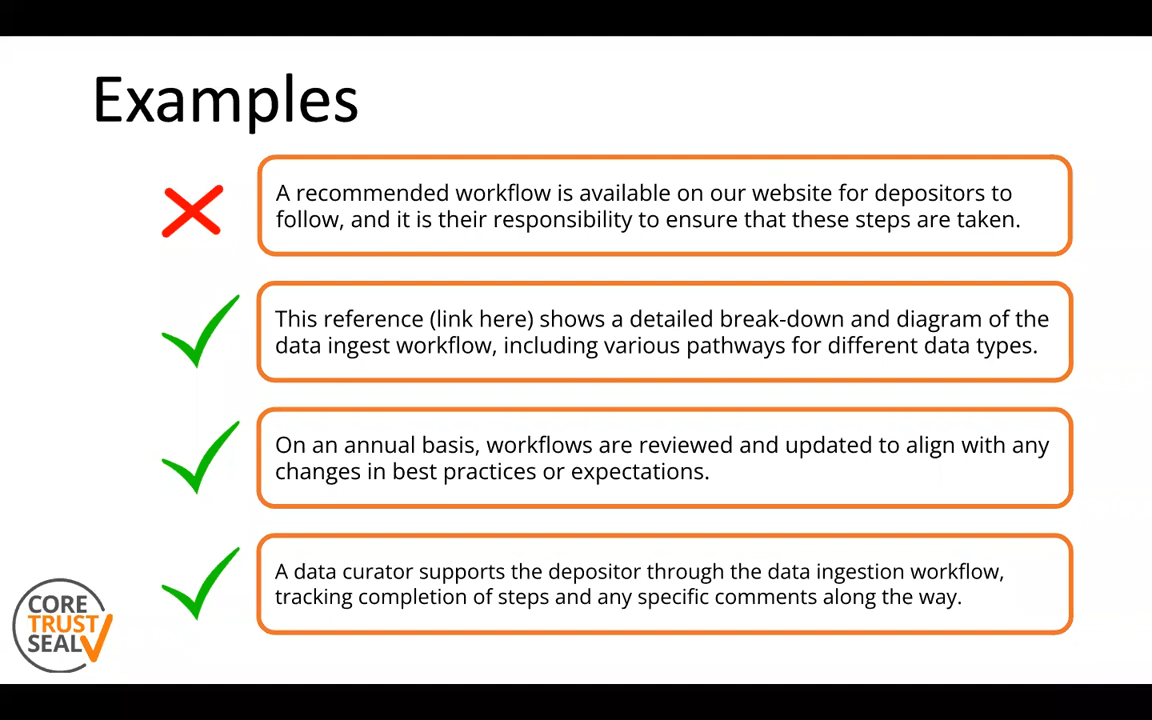 Examples
A recommended workflow is available on our website for depositors to
follow, and it is their responsibility to ensure that these steps are taken.
This reference (link here) shows a detailed break-down and diagram of the
data ingest workflow, including various pathways for different data types.
On an annual basis, workflows are reviewed and updated to align with any
changes in best practices or expectations.
A data curator supports the depositor through the data ingestion workflow,
tracking completion of steps and any specific comments along the way.
CORE
TRUST
SEAL